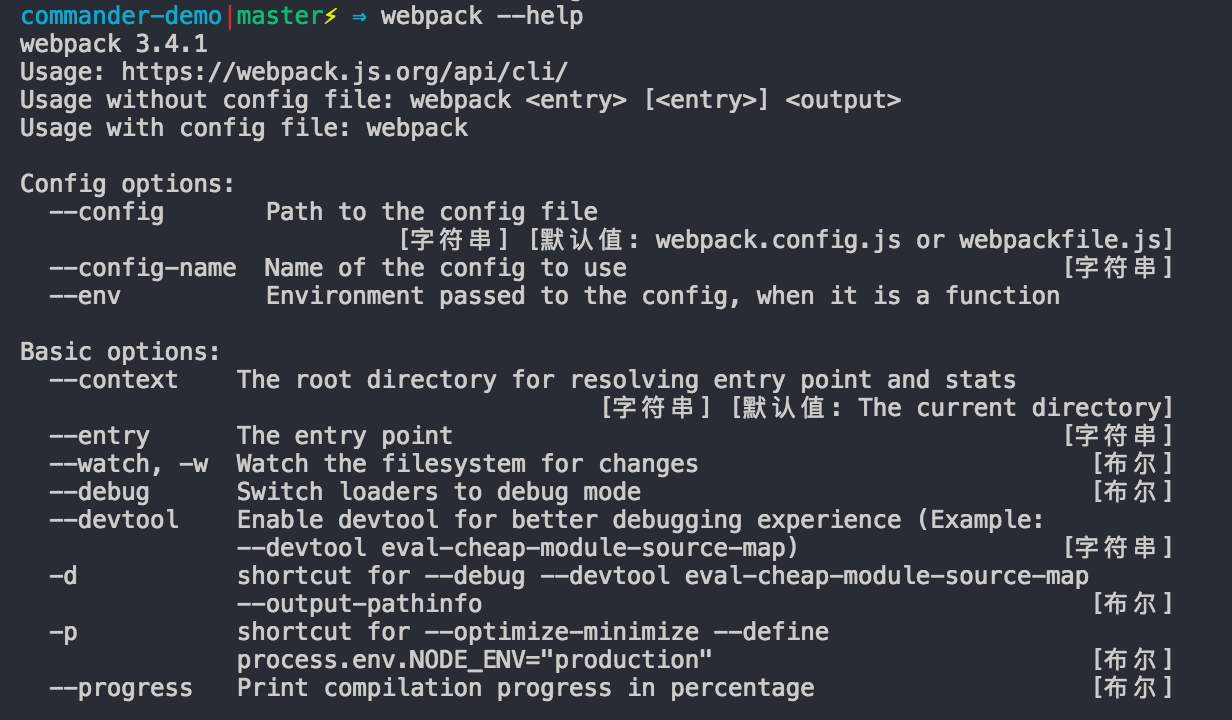 commander-demo|master⚡ ⇒ webpack --help
webpack 3.4.1
Usage: https://webpack.js.org/api/cli/
Usage without config file: webpack <entry> [<entry>] <output>
Usage with config file: webpack

Config options:
  --config       Path to the config file
                          [字符串] [默认值: webpack.config.js or webpackfile.js]
  --config-name  Name of the config to use                              [字符串]
  --env          Environment passed to the config, when it is a function

Basic options:
  --context    The root directory for resolving entry point and stats
                                        [字符串] [默认值: The current directory]
  --entry      The entry point                                          [字符串]
  --watch, -w  Watch the filesystem for changes                           [布尔]
  --debug      Switch loaders to debug mode                               [布尔]
  --devtool    Enable devtool for better debugging experience (Example:
               --devtool eval-cheap-module-source-map)                  [字符串]
  -d           shortcut for --debug --devtool eval-cheap-module-source-map
               --output-pathinfo                                          [布尔]
  -p           shortcut for --optimize-minimize --define
               process.env.NODE_ENV="production"                          [布尔]
  --progress   Print compilation progress in percentage                   [布尔]